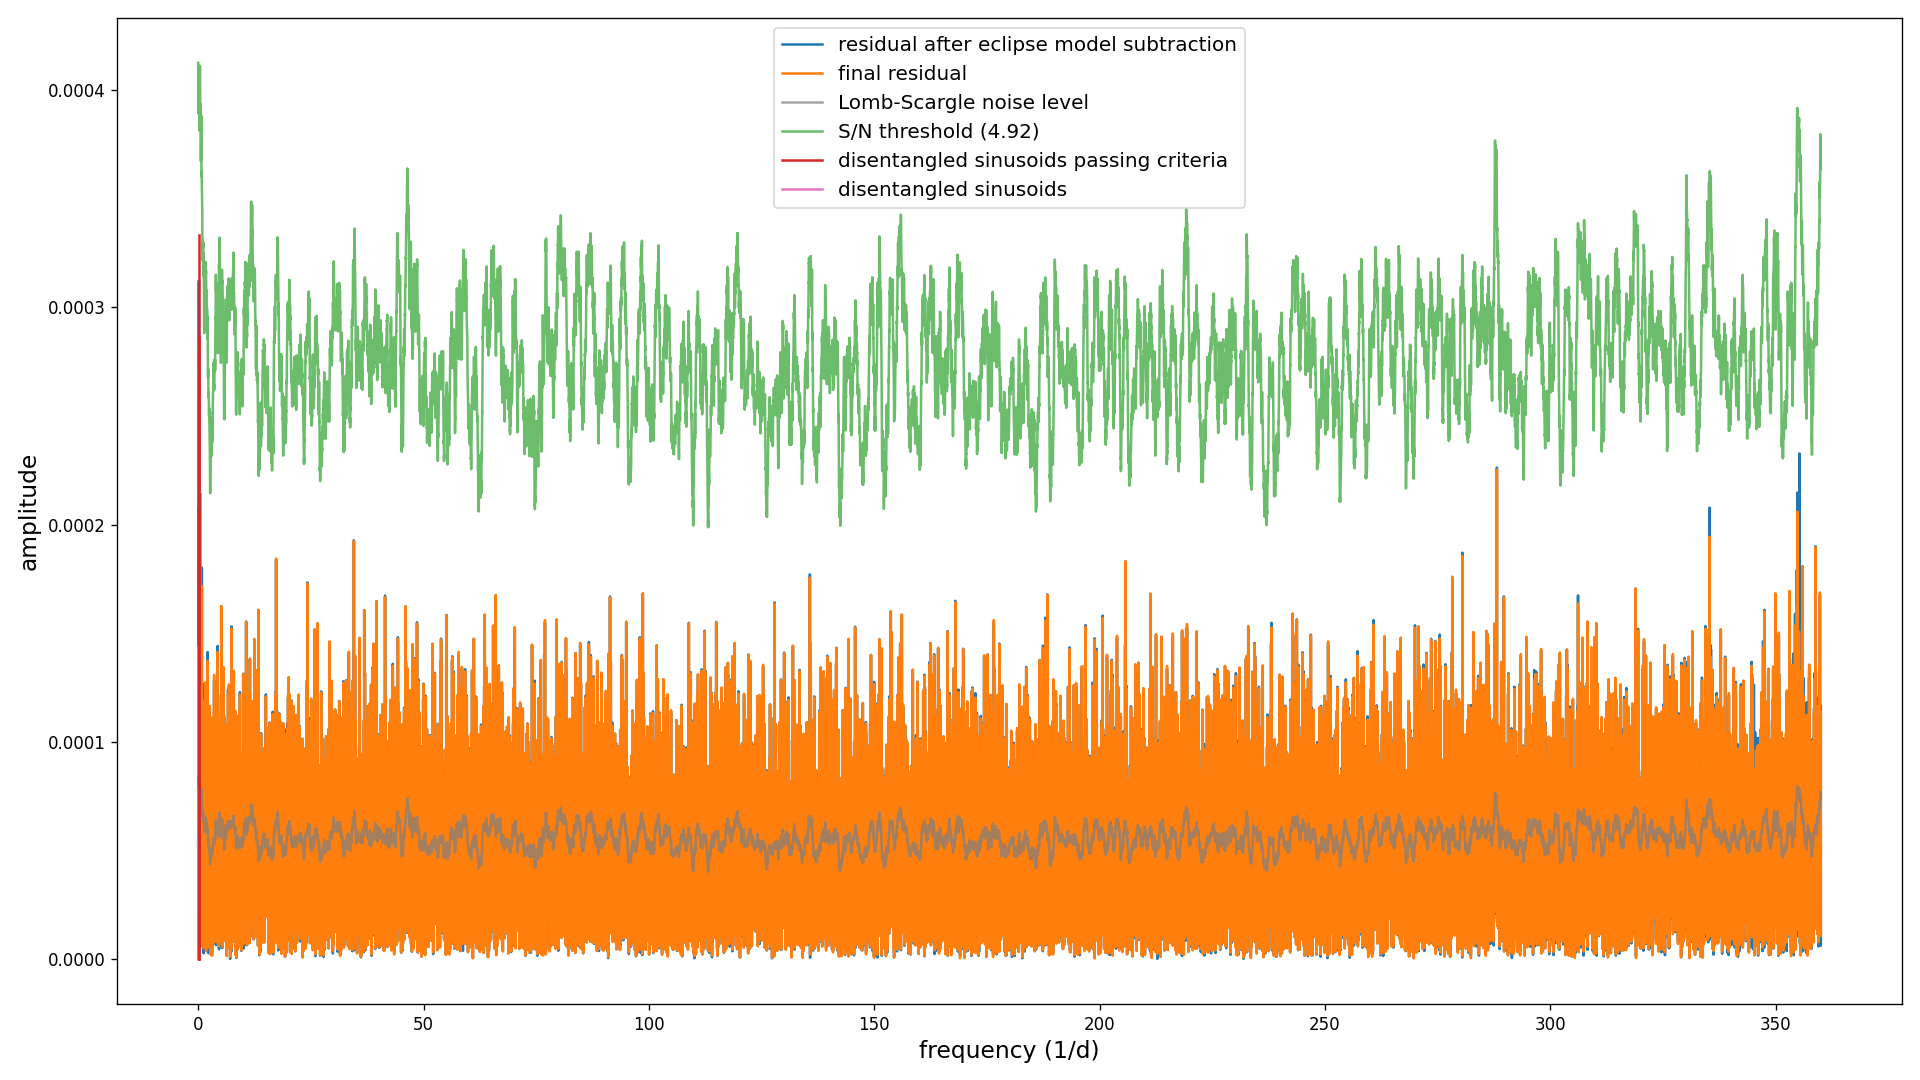 residual after eclipse model subtraction
final residual
Lomb-Scargle noise level
S/N threshold (4.92)
disentangled sinusoids passing criteria
disentangled sinusoids
0.0004
0.0003
0.0002
0.0001
0.0000
amplitude
0 50 100 150 200 250 300 350
frequency (1/d)